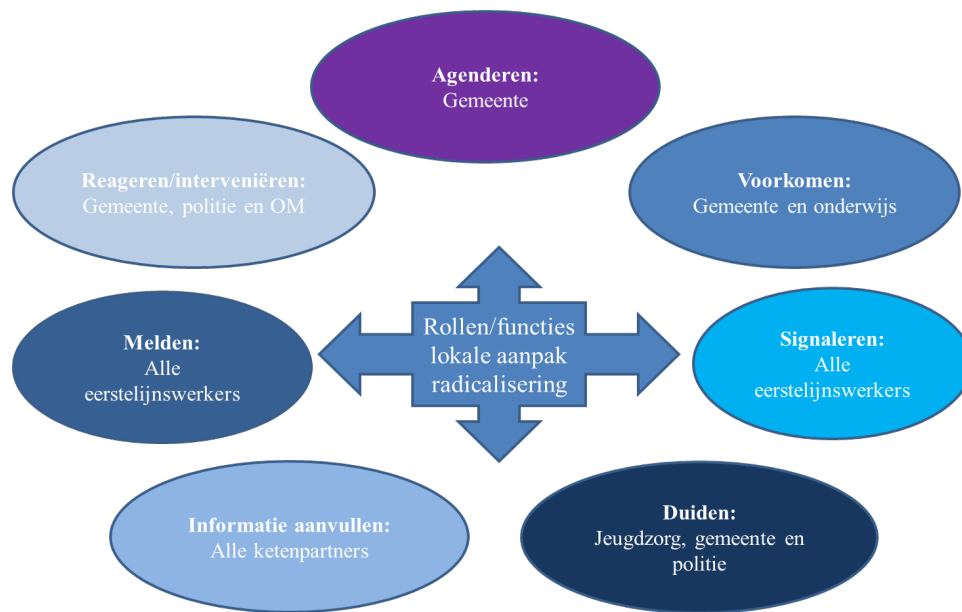 Agenderen:
Gemeente
Reageren/interveniëren:
Gemeente, politie en OM
Voorkomen:
Gemeente en onderwijs
Rollen/functies
lokale aanpak
radicalisering
Melden:
Alle
eerstelijnswerkers
Signaleren:
Alle
eerstelijnswerkers
Informatie aanvullen:
Alle ketenpartners
Duiden:
Jeugdzorg, gemeente en
politie